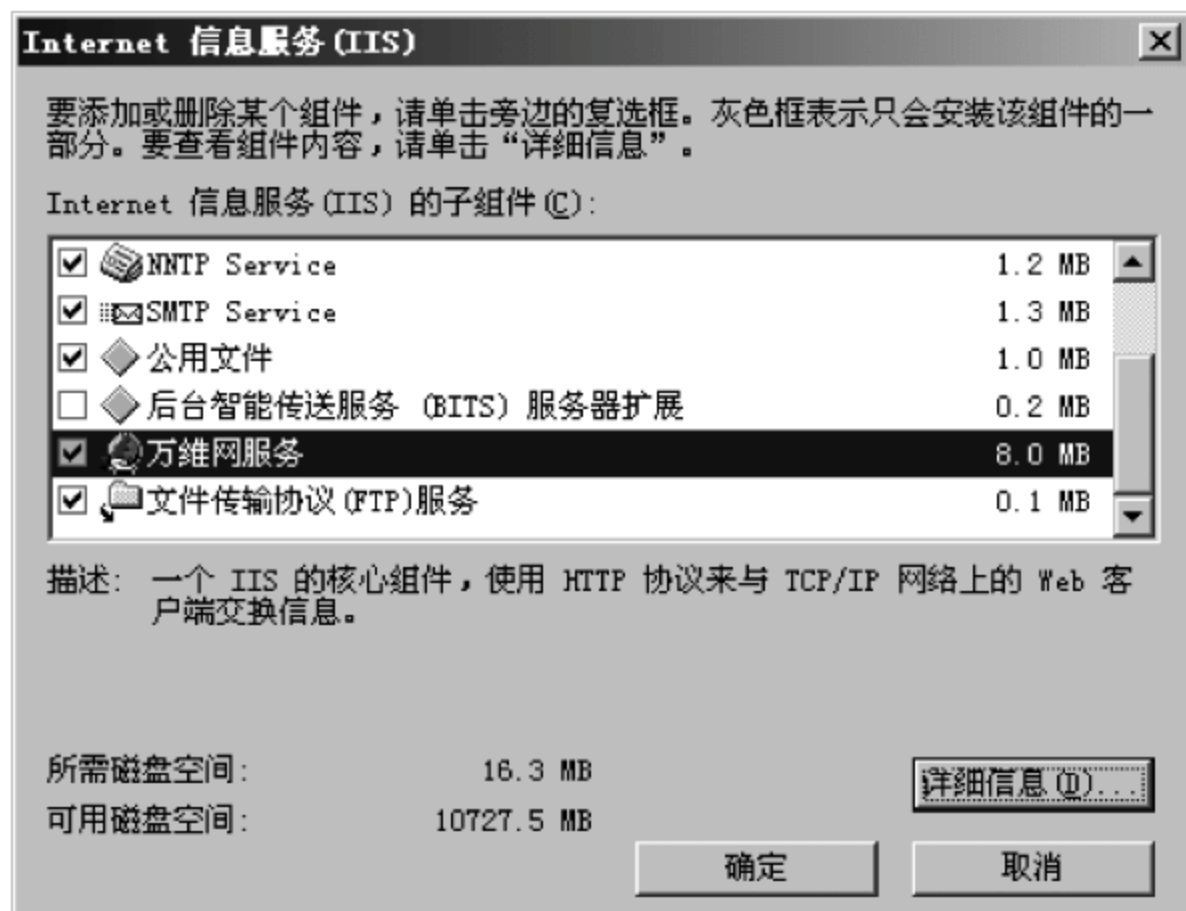 Internet 信息服务(IIS)
要添加或删除某个组件，请单击旁边的复选框。灰色框表示只会安装该组件的一
部分。要查看组件内容，请单击“详细信息”。
Internet 信息服务(IIS) 的子组件(C):
NNTP Service 1.2 MB
SMTP Service 1.3 MB
公用文件 1.0 MB
后台智能传送服务 (BITS) 服务器扩展 0.2 MB
万维网服务 8.0 MB
文件传输协议(FTP)服务 0.1 MB
描述: 一个 IIS 的核心组件，使用 HTTP 协议来与 TCP/IP 网络上的 Web 客
户端交换信息。
所需磁盘空间: 16.3 MB
详细信息(D)...
可用磁盘空间: 10727.5 MB
确定 取消